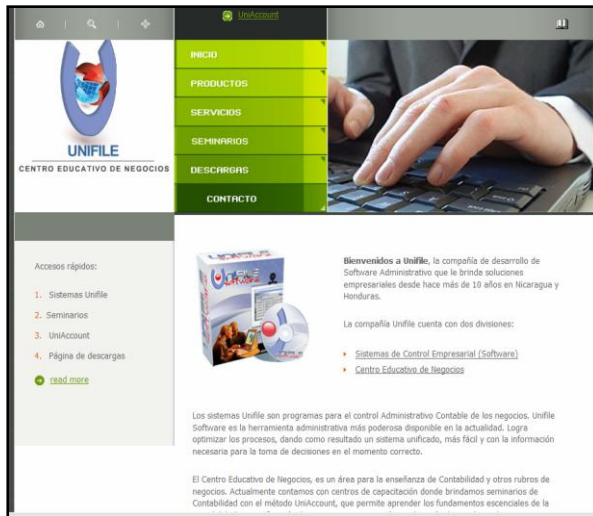 UniAccount
INICIO
PRODUCTOS
SERVICIOS
SEMINARIOS
DESCARGAS
CONTACTO
UNIFILE
CENTRO EDUCATIVO DE NEGOCIOS
Accesos rápidos:
1. Sistemas Unifile
2. Seminarios
3. UniAccount
4. Página de descargas
read more
UNIFILE
software
Bienvenidos a Unifile, la compañía de desarrollo de
Software Administrativo que le brinda soluciones
empresariales desde hace más de 10 años en Nicaragua y
Honduras.
La compañía Unifile cuenta con dos divisiones:
Sistemas de Control Empresarial (Software)
Centro Educativo de Negocios
Los sistemas Unifile son programas para el control Administrativo Contable de los negocios. Unifile
Software es la herramienta administrativa más poderosa disponible en la actualidad. Logra
optimizar los procesos, dando como resultado un sistema unificado, más fácil y con la información
necesaria para la toma de decisiones en el momento correcto.
El Centro Educativo de Negocios, es un área para la enseñanza de Contabilidad y otros rubros de
negocios. Actualmente contamos con centros de capacitación donde brindamos seminarios de
Contabilidad con el método UniAccount, que permite aprender los fundamentos escenciales de la